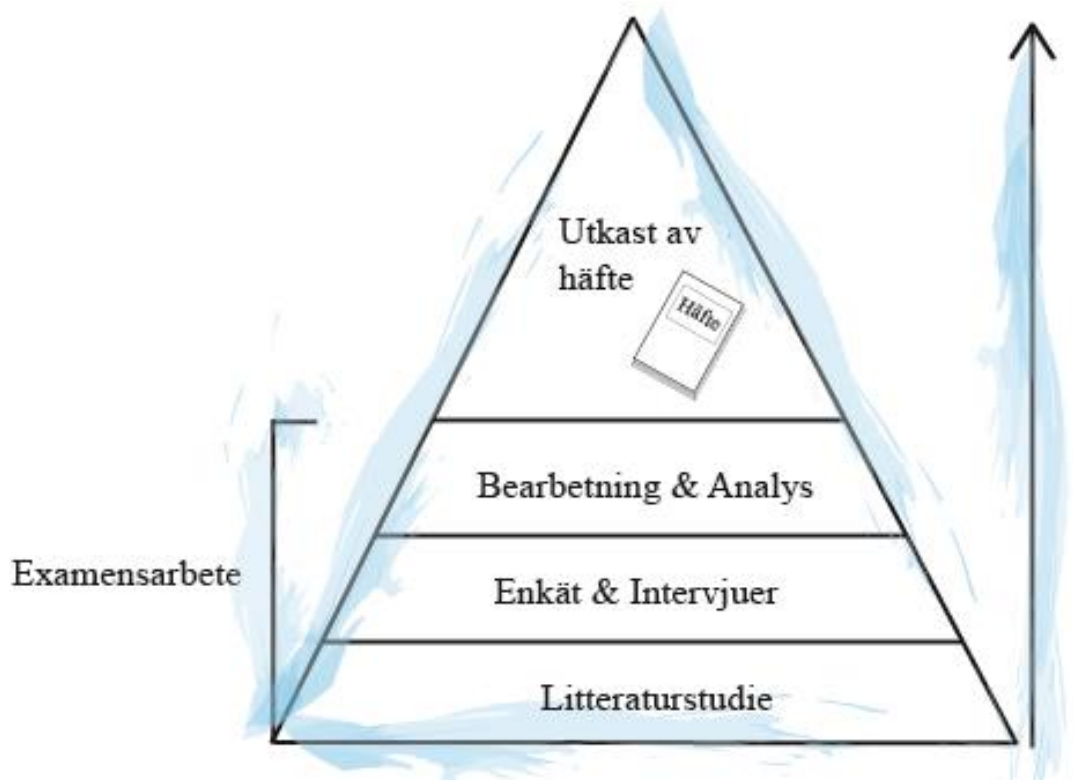 Utkast av
häfte
Häfte
Bearbetning & Analys
Examensarbete
Enkät & Intervjuer
Litteraturstudie